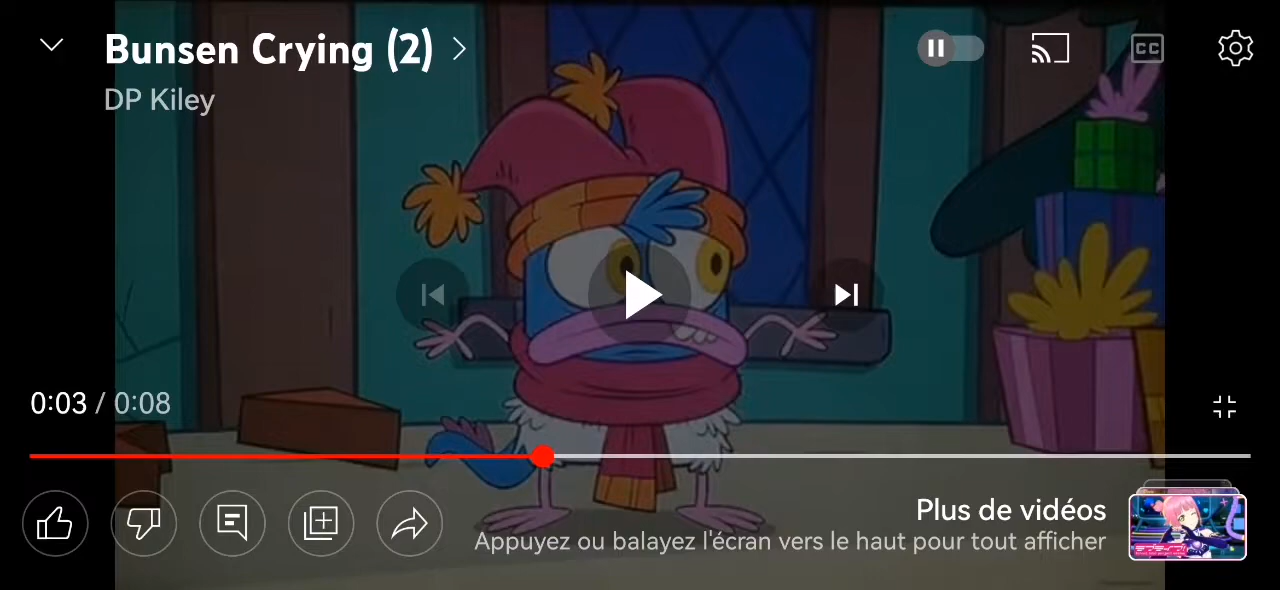 Bunsen Crying (2)
DP Kiley
CC
0:03 / 0:08
Plus de vidéos
Appuyez ou balayez l'écran vers le haut pour tout afficher